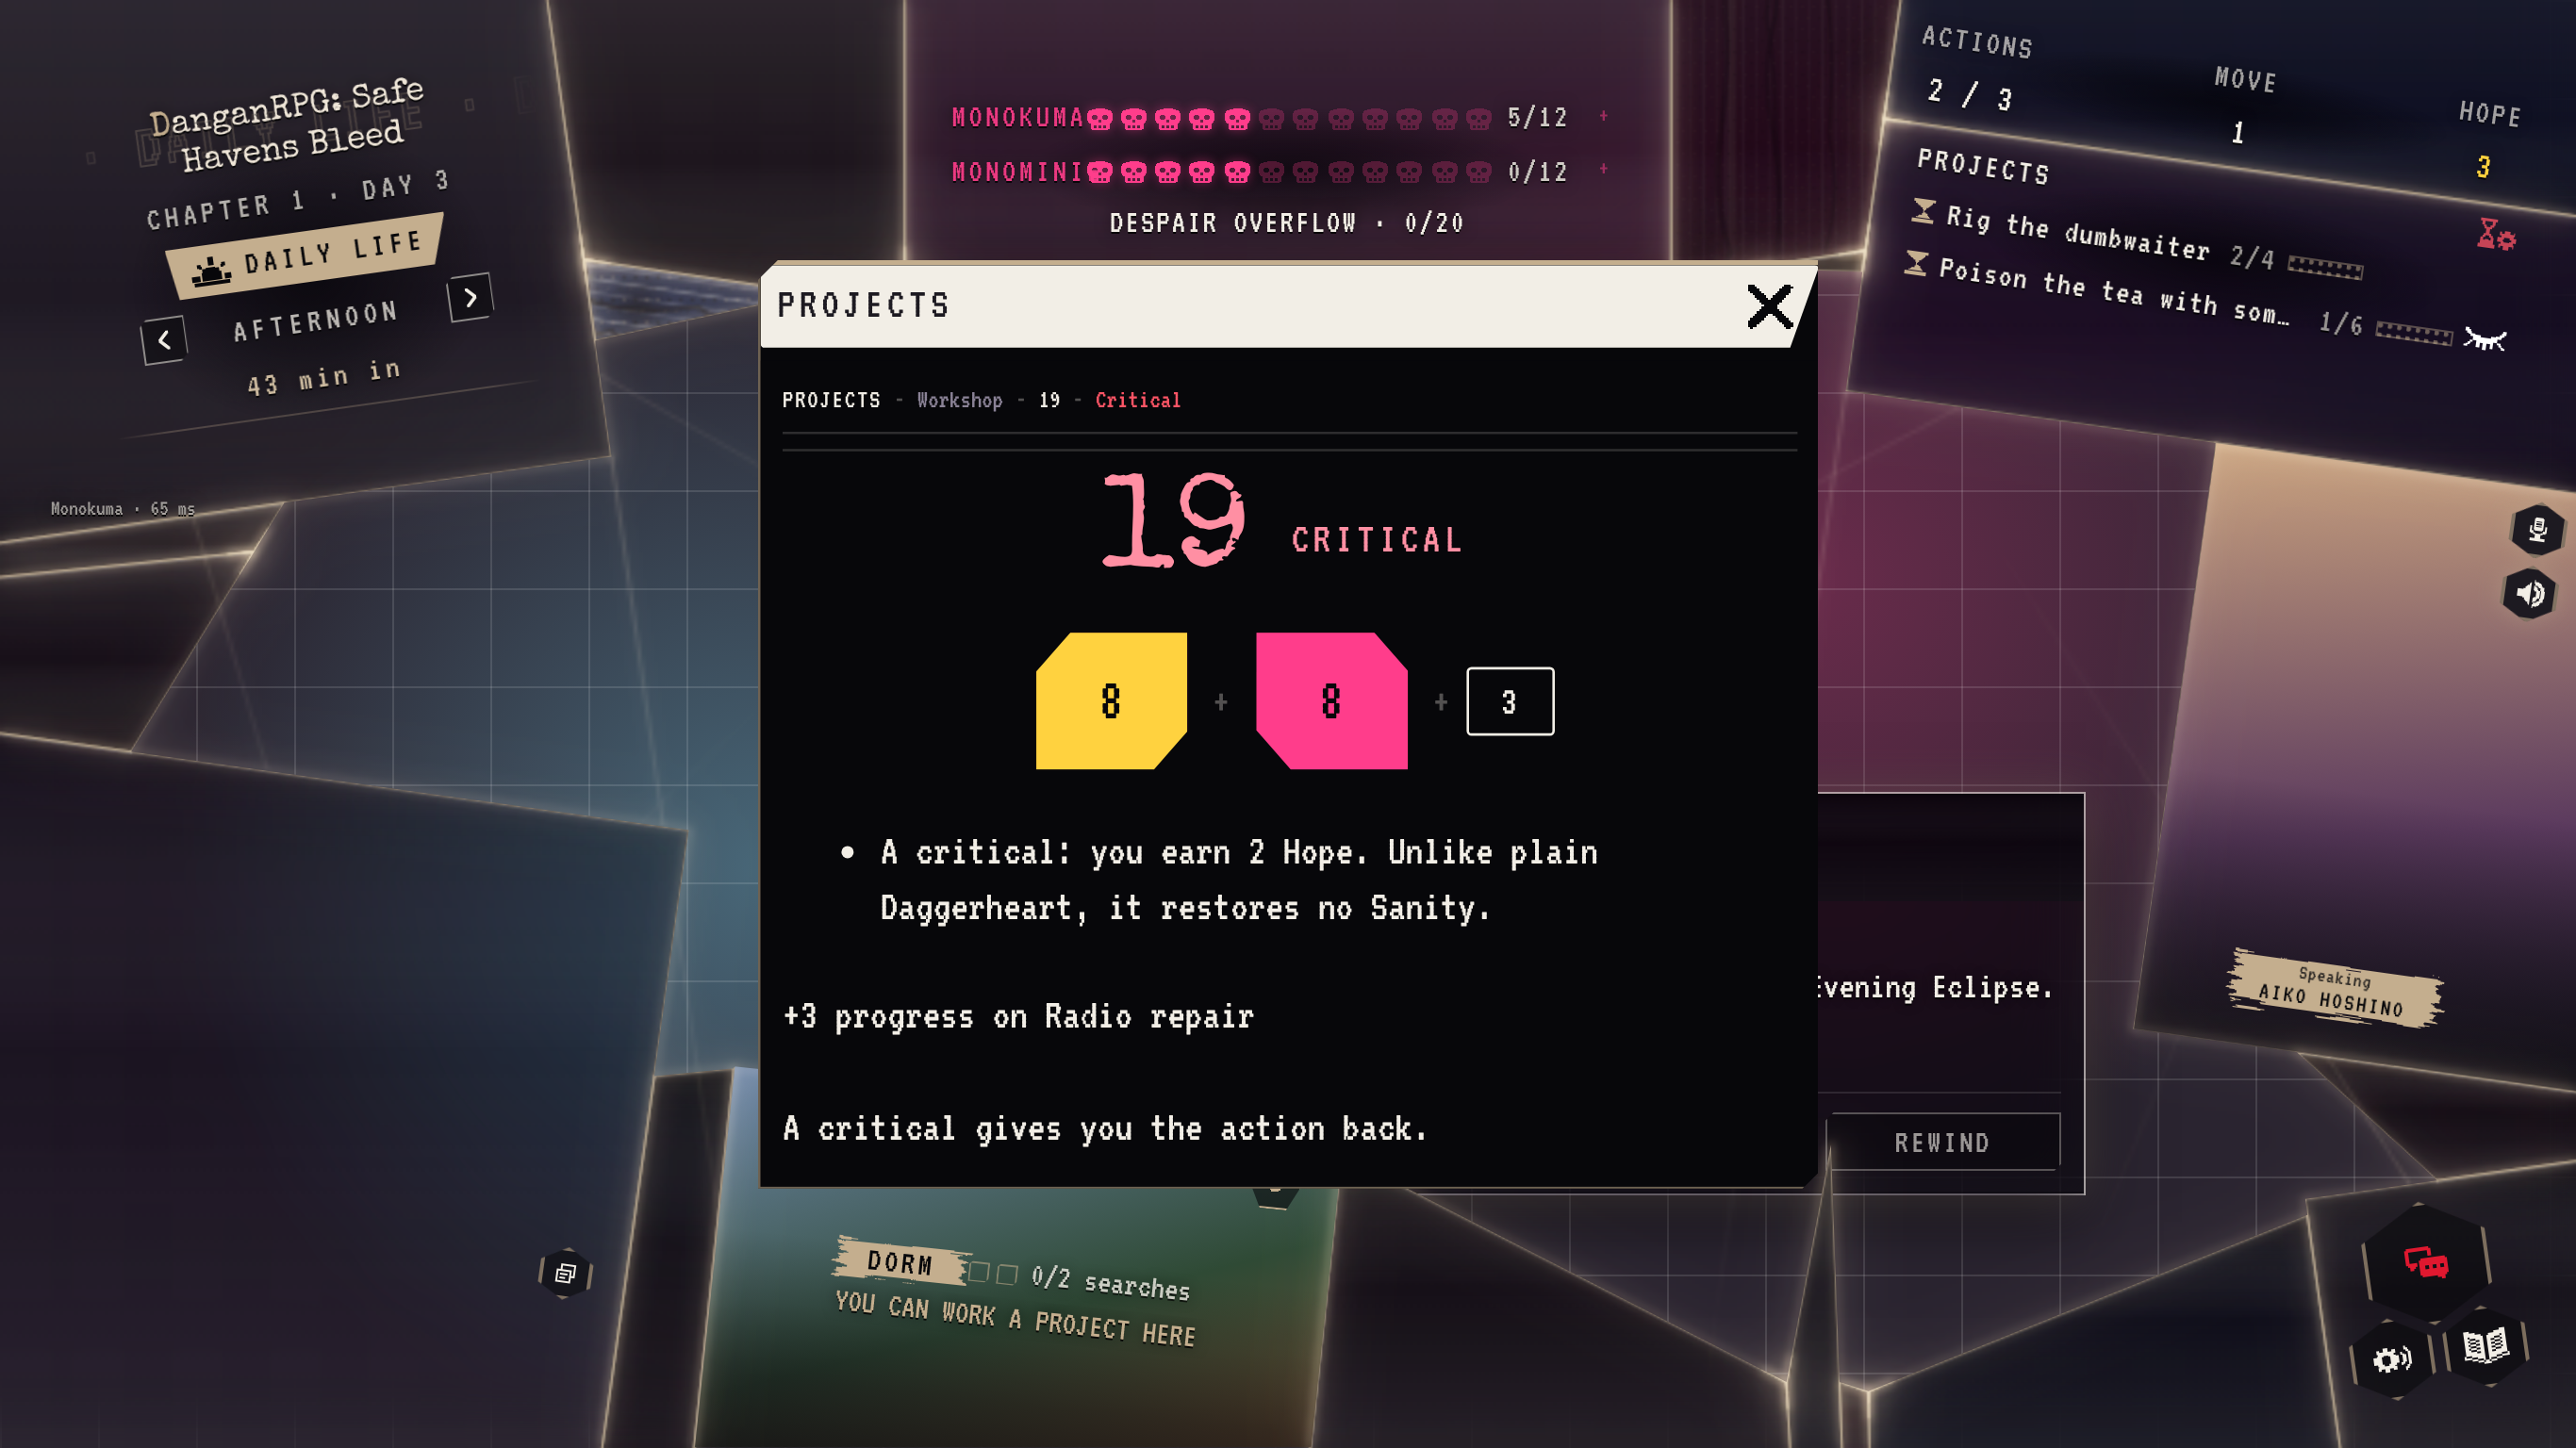 DanganRPG: Safe
Havens Bleed
CHAPTER 1 · DAY 3
DAILY LIFE
AFTERNOON
43 min in
Monokuma · 65 ms
MONOKUMA 5/12 +
MONOMINI 0/12 +
DESPAIR OVERFLOW · 0/20
ACTIONS
2 / 3
MOVE
1
HOPE
3
PROJECTS
Rig the dumbwaiter 2/4
Poison the tea with som… 1/6
PROJECTS
PROJECTS - Workshop - 19 - Critical
19 CRITICAL
8 + 8 + 3
• A critical: you earn 2 Hope. Unlike plain
Daggerheart, it restores no Sanity.
+3 progress on Radio repair
A critical gives you the action back.
Evening Eclipse.
REWIND
Speaking
AIKO HOSHINO
DORM 0/2 searches
YOU CAN WORK A PROJECT HERE